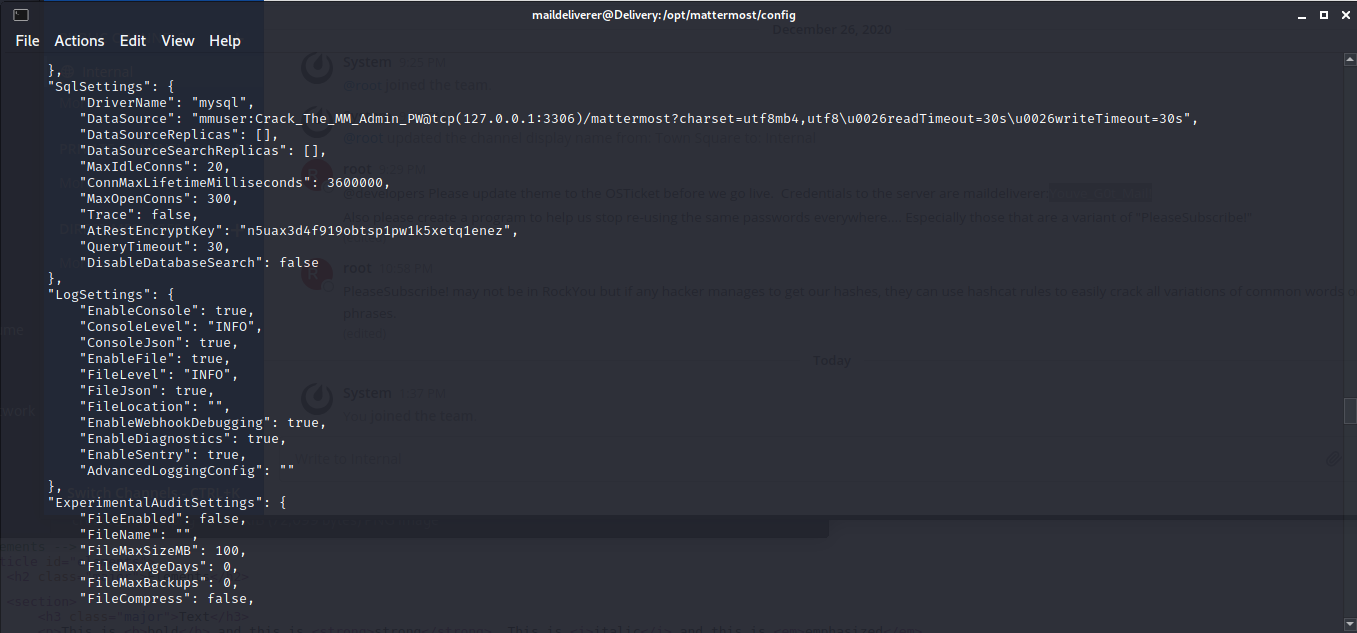 maildeliverer@Delivery:/opt/mattermost/config
File Actions Edit View Help
December 26, 2020
},
"SqlSettings": {
"DriverName": "mysql",
"DataSource": "mmuser:Crack_The_MM_Admin_PW@tcp(127.0.0.1:3306)/mattermost?charset=utf8mb4,utf8\u0026readTimeout=30s\u0026writeTimeout=30s",
"DataSourceReplicas": [],
"DataSourceSearchReplicas": [],
"MaxIdleConns": 20,
"ConnMaxLifetimeMilliseconds": 3600000,
"MaxOpenConns": 300,
"Trace": false,
"AtRestEncryptKey": "n5uax3d4f919obtsp1pw1k5xetq1enez",
"QueryTimeout": 30,
"DisableDatabaseSearch": false
},
"LogSettings": {
"EnableConsole": true,
"ConsoleLevel": "INFO",
"ConsoleJson": true,
"EnableFile": true,
"FileLevel": "INFO",
"FileJson": true,
"FileLocation": "",
"EnableWebhookDebugging": true,
"EnableDiagnostics": true,
"EnableSentry": true,
"AdvancedLoggingConfig": ""
},
"ExperimentalAuditSettings": {
"FileEnabled": false,
"FileName": "",
"FileMaxSizeMB": 100,
"FileMaxAgeDays": 0,
"FileMaxBackups": 0,
"FileCompress": false,
System
@root joined the team
root
@developers Please update theme to the OSTicket before we go live. Credentials to the server are maildeliverer
Also please create a program to help us stop re-using the same passwords everywhere.... Especially those that are a variant of "PleaseSubscribe!"
root
PleaseSubscribe! may not be in RockYou but if any hacker manages to get our hashes, they can use hashcat rules to easily crack all variations of common words or
phrases
Today
System
You joined the team